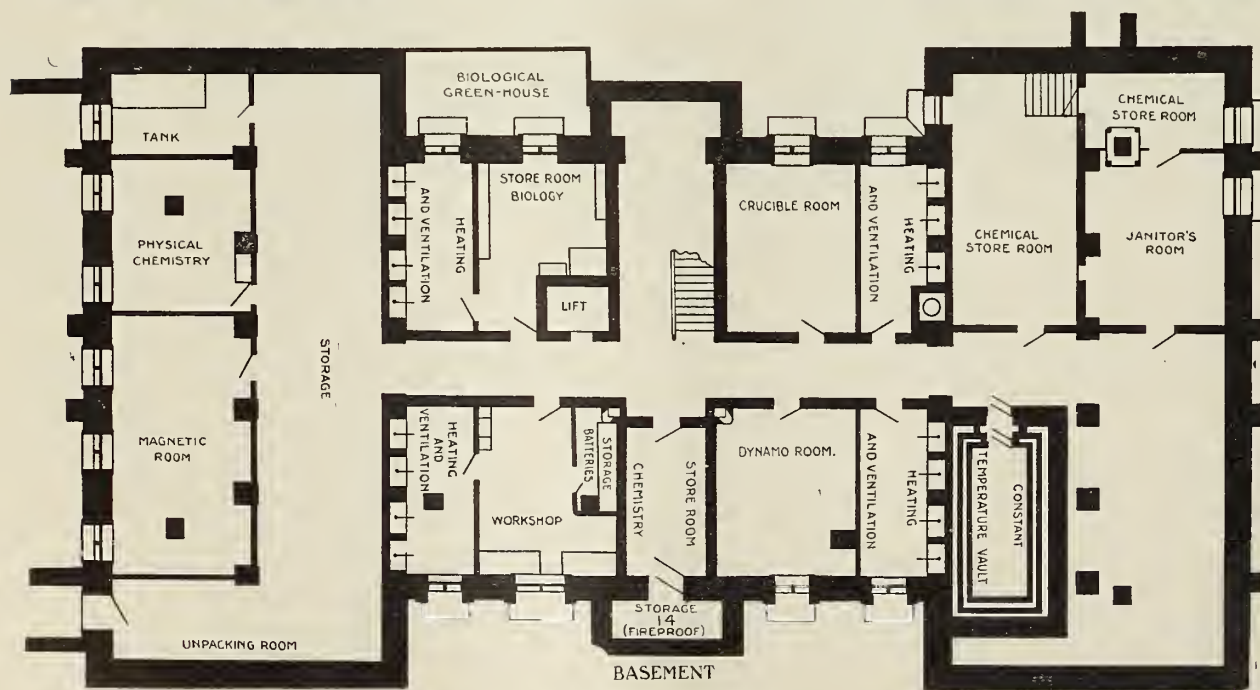 BIOLOGICAL
GREEN-HOUSE
TANK
CHEMICAL
STORE ROOM
PHYSICAL
CHEMISTRY
HEATING
AND VENTILATION
STORE ROOM
BIOLOGY
LIFT
CRUCIBLE ROOM
HEATING
AND VENTILATION
CHEMICAL
STORE ROOM
JANITOR'S
ROOM
STORAGE
MAGNETIC
ROOM
HEATING
AND
VENTILATION
WORKSHOP
STORAGE
BATTERIES
STORE ROOM
CHEMISTRY
DYNAMO ROOM.
HEATING
AND VENTILATION
CONSTANT
TEMPERATURE VAULT
UNPACKING ROOM
STORAGE
14
(FIREPROOF)
BASEMENT